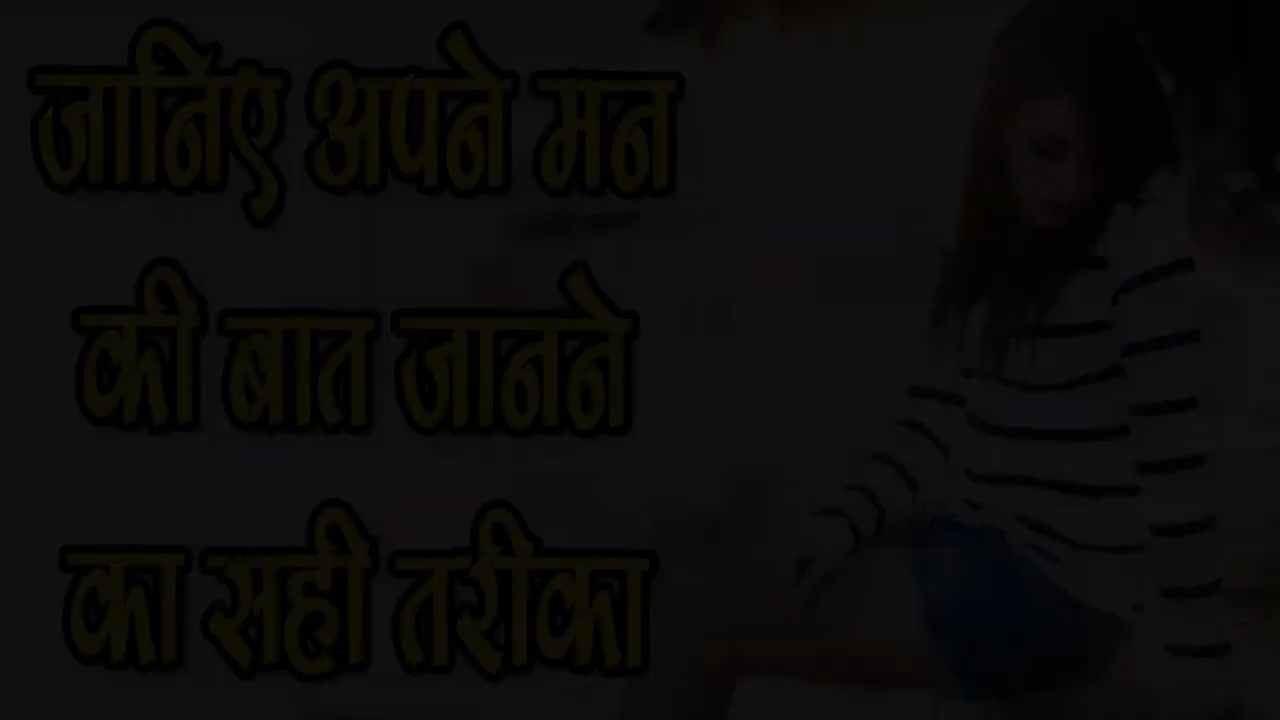 जानिए अपने मन
की बात जानने
का सही तरीका